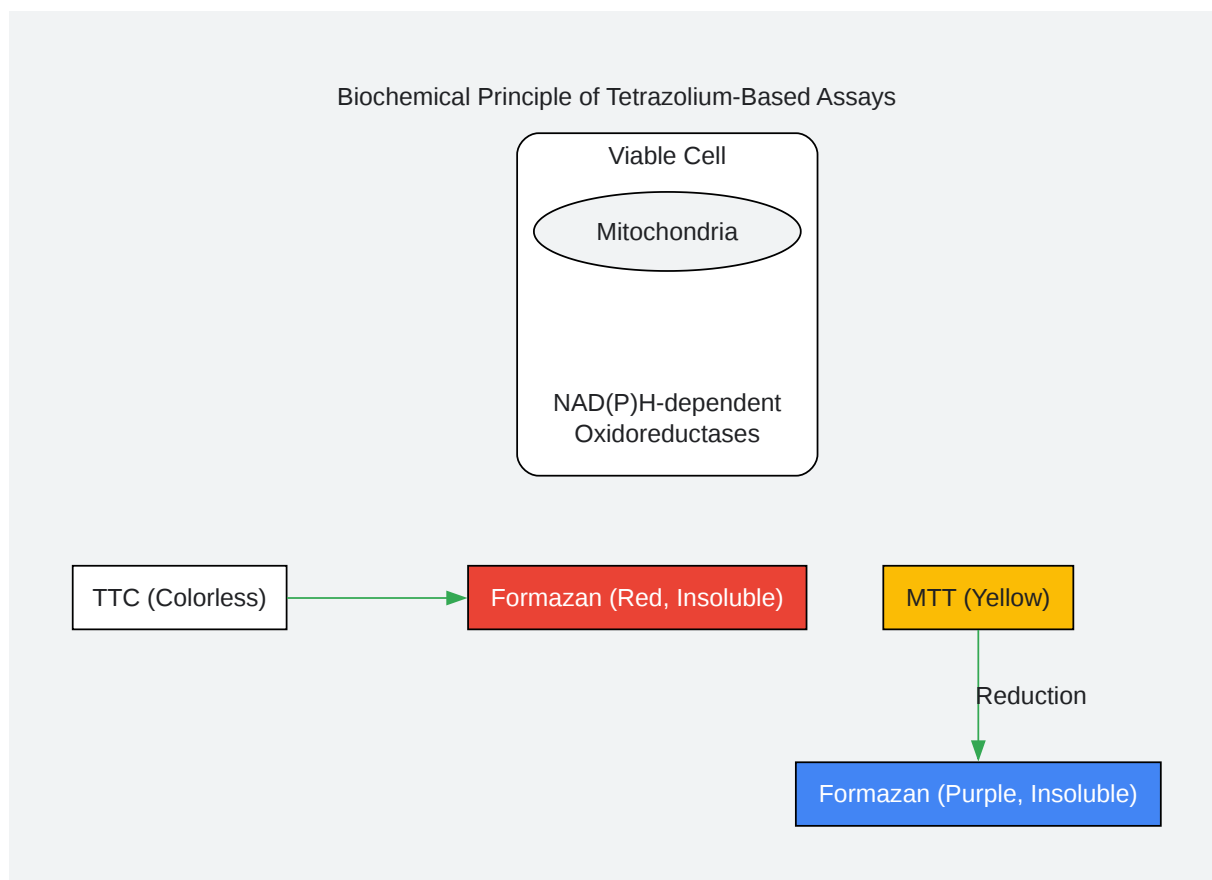 Biochemical Principle of Tetrazolium-Based Assays
Viable Cell
Mitochondria
NAD(P)H-dependent
Oxidoreductases
TTC (Colorless)
Formazan (Red, Insoluble)
MTT (Yellow)
Reduction
Formazan (Purple, Insoluble)